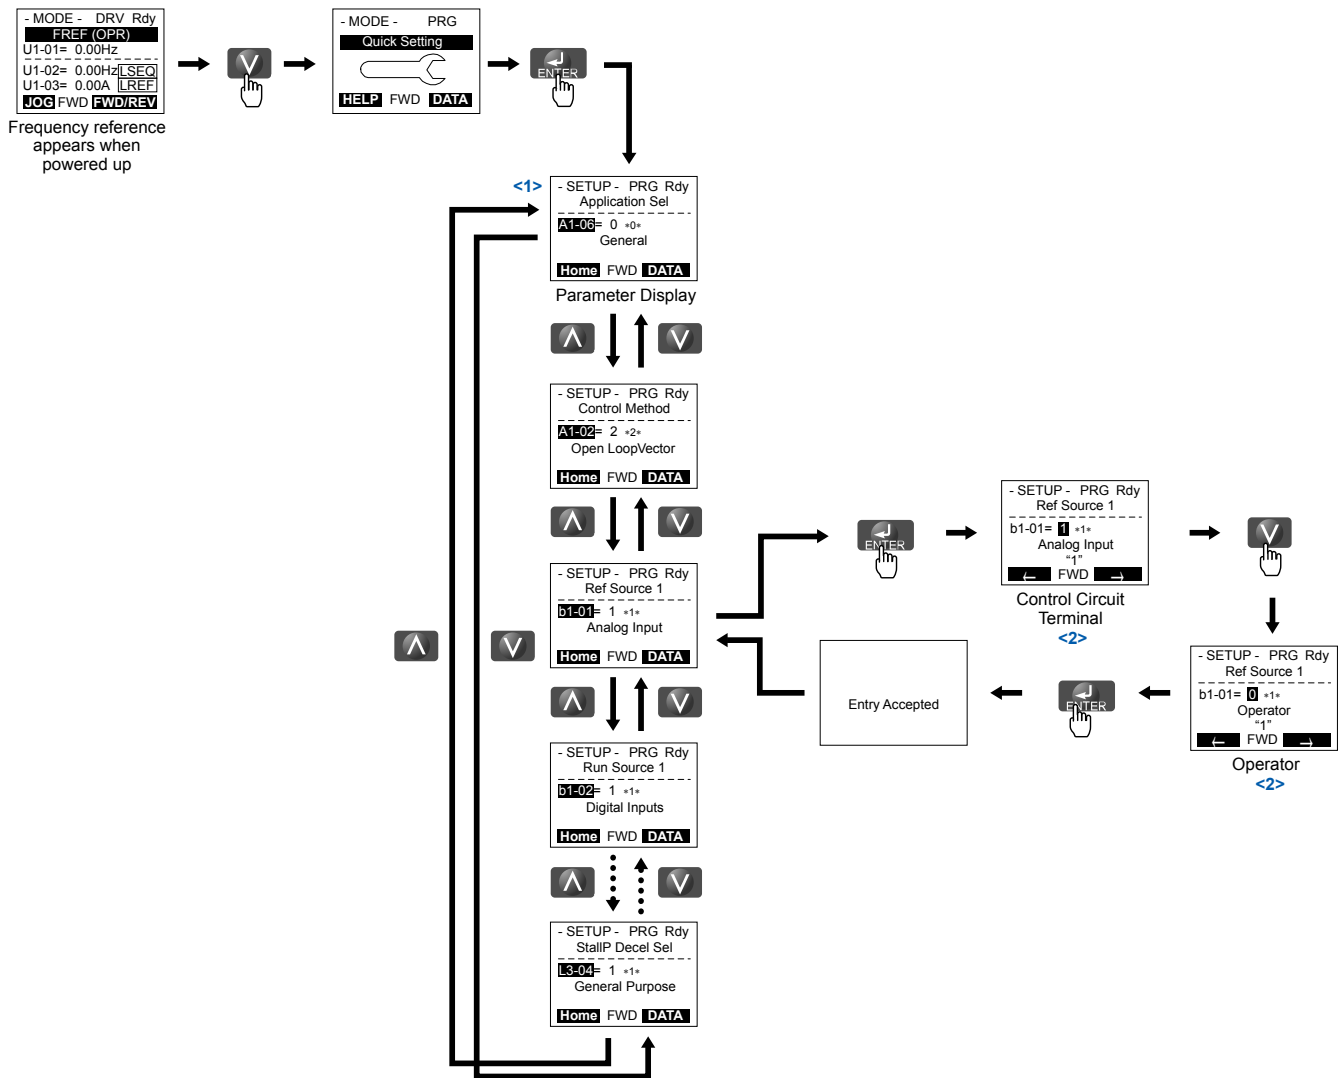 - MODE -   DRV Rdy
FREF (OPR)
U1-01=  0.00Hz
U1-02=  0.00Hz LSEQ
U1-03=  0.00A LREF
JOG FWD FWD/REV
Frequency reference
appears when
powered up
- MODE -   PRG
Quick Setting
HELP FWD DATA
ENTER
<1>
- SETUP -   PRG Rdy
Application Sel
A1-06= 0 *0*
General
Home FWD DATA
Parameter Display
- SETUP -   PRG Rdy
Control Method
A1-02= 2 *2*
Open LoopVector
Home FWD DATA
- SETUP -   PRG Rdy
Ref Source 1
b1-01= 1 *1*
Analog Input
Home FWD DATA
ENTER
- SETUP -   PRG Rdy
Ref Source 1
b1-01= 1 *1*
Analog Input
“1”
← FWD →
Control Circuit
Terminal
<2>
- SETUP -   PRG Rdy
Ref Source 1
b1-01= 0 *1*
Operator
“1”
← FWD →
Operator
<2>
ENTER
Entry Accepted
- SETUP -   PRG Rdy
Run Source 1
b1-02= 1 *1*
Digital Inputs
Home FWD DATA
- SETUP -   PRG Rdy
StallP Decel Sel
L3-04= 1 *1*
General Purpose
Home FWD DATA